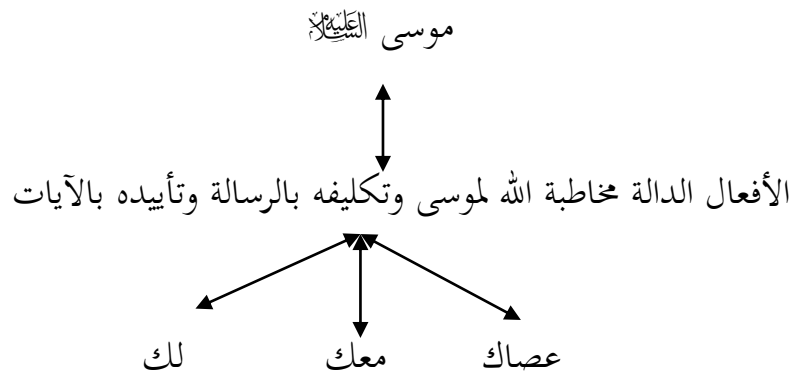 موسى عليه السلام
الأفعال الدالة مخاطبة الله لموسى وتكليفه بالرسالة وتأييده بالآيات
عصاك معك لك